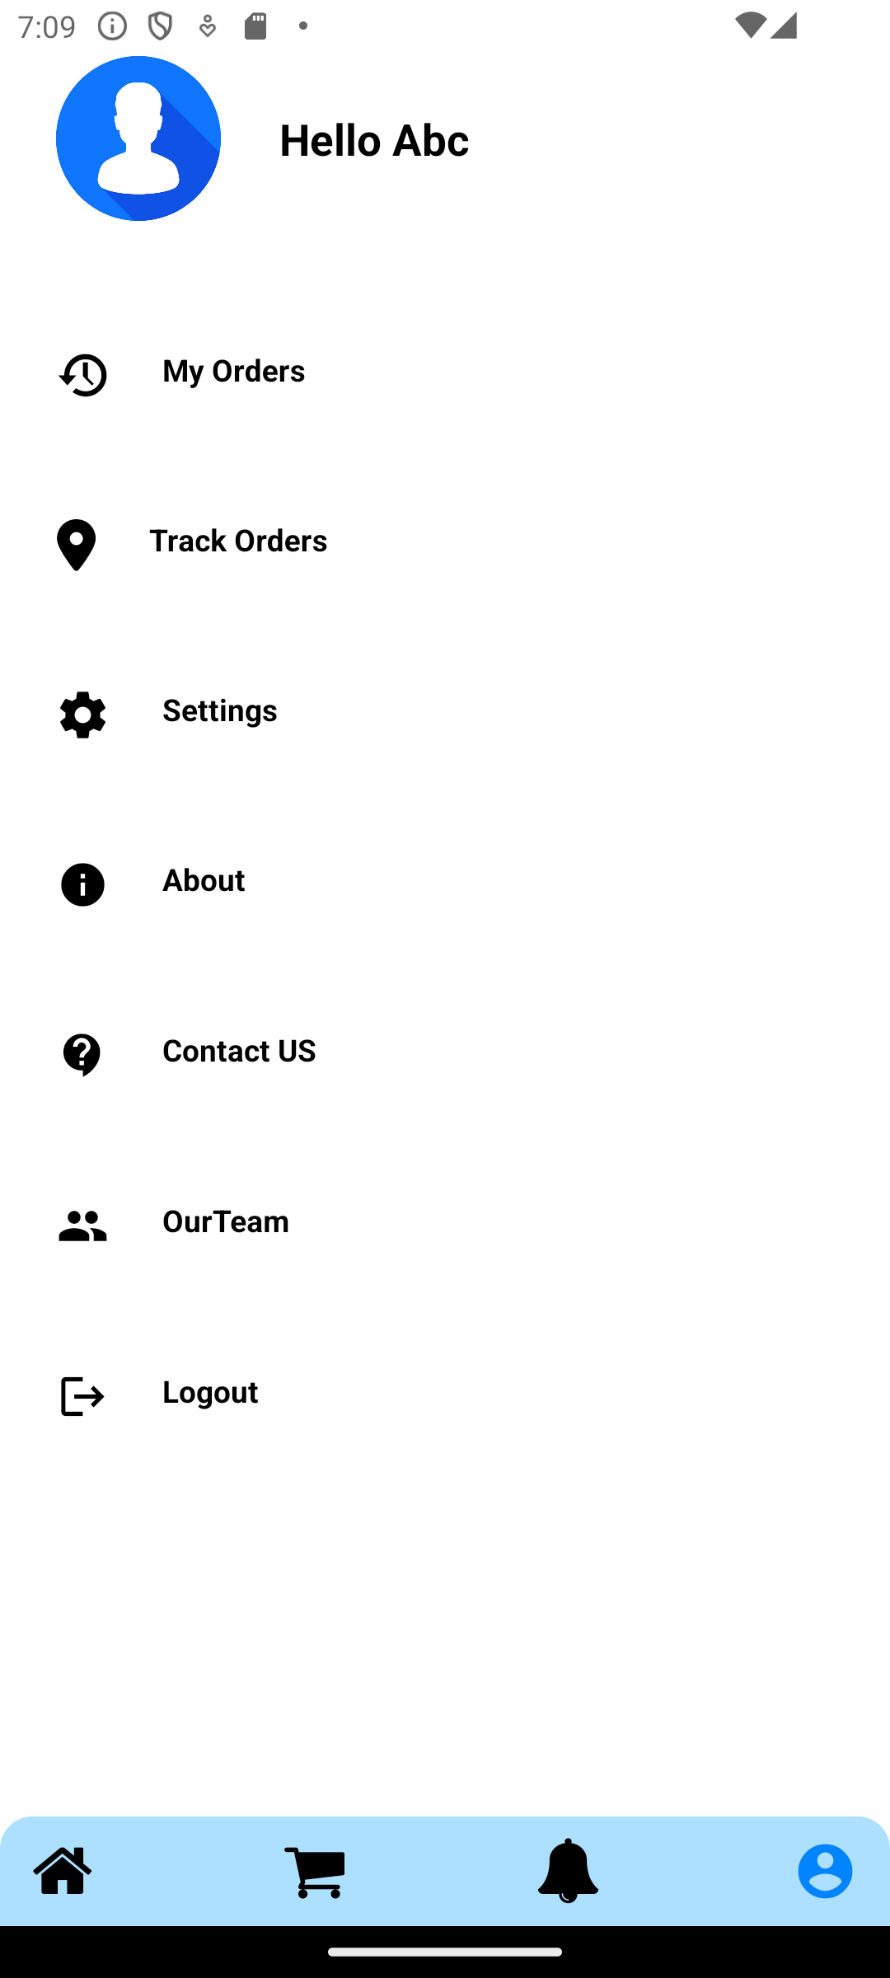 7:09
Hello Abc
My Orders
Track Orders
Settings
About
Contact US
OurTeam
Logout